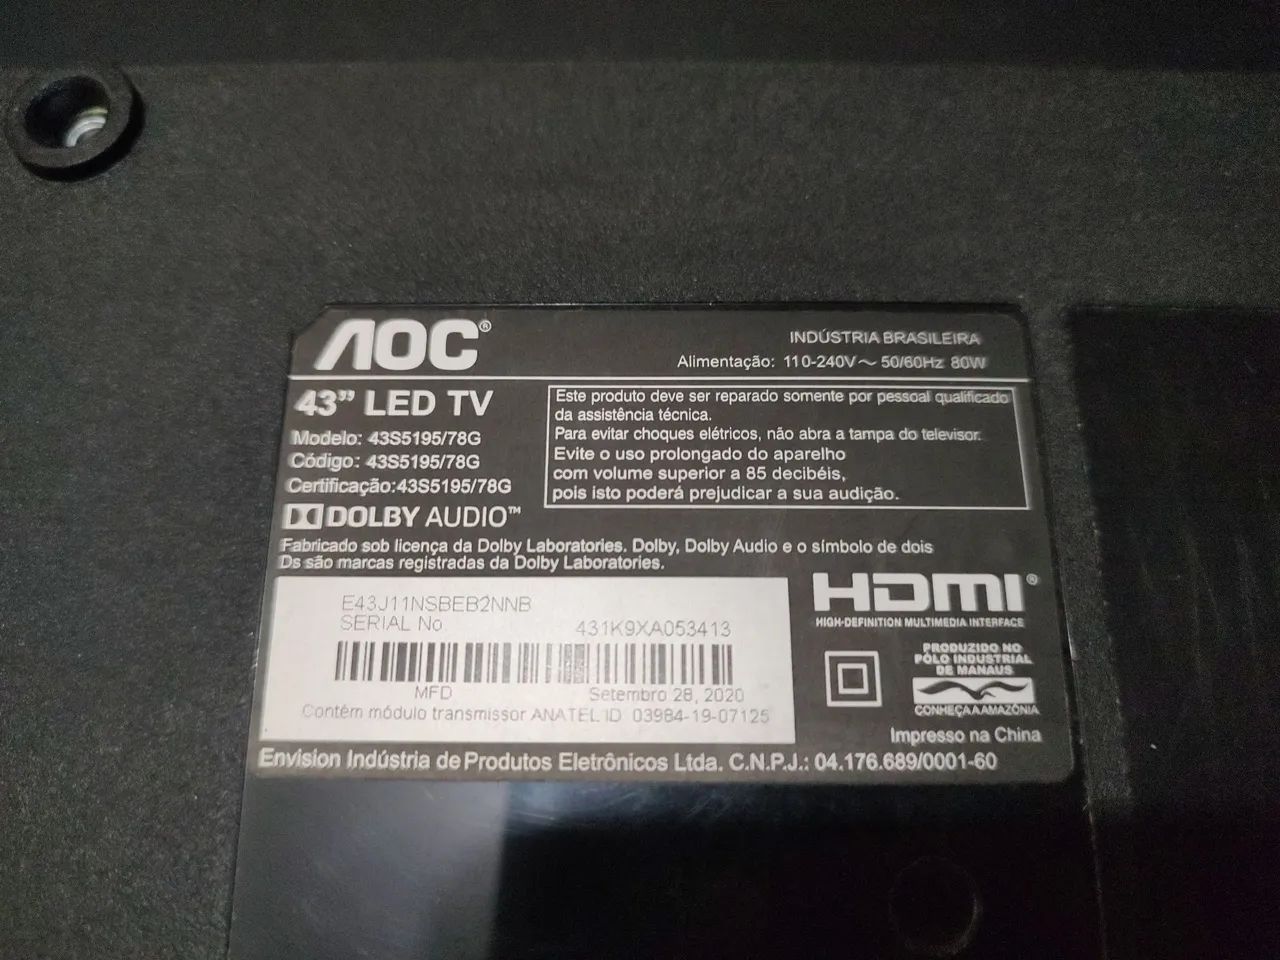 AOC®
INDÚSTRIA BRASILEIRA
Alimentação: 110-240V～ 50/60Hz 80W
43” LED TV
Modelo: 43S5195/78G
Código: 43S5195/78G
Certificação:43S5195/78G
DOLBY AUDIO™
Este produto deve ser reparado somente por pessoal qualificado
da assistência técnica.
Para evitar choques elétricos, não abra a tampa do televisor.
Evite o uso prolongado do aparelho
com volume superior a 85 decibéis,
pois isto poderá prejudicar a sua audição.
Fabricado sob licença da Dolby Laboratories. Dolby, Dolby Audio e o símbolo de dois
Ds são marcas registradas da Dolby Laboratories.
E43J11NSBEB2NNB
SERIAL No 431K9XA053413
MFD Setembro 28, 2020
Contém módulo transmissor ANATEL ID 03984-19-07125
HDMI®
HIGH-DEFINITION MULTIMEDIA INTERFACE
PRODUZIDO NO
PÓLO INDUSTRIAL
DE MANAUS
CONHEÇA A AMAZÔNIA
Impresso na China
Envision Indústria de Produtos Eletrônicos Ltda. C.N.P.J.: 04.176.689/0001-60